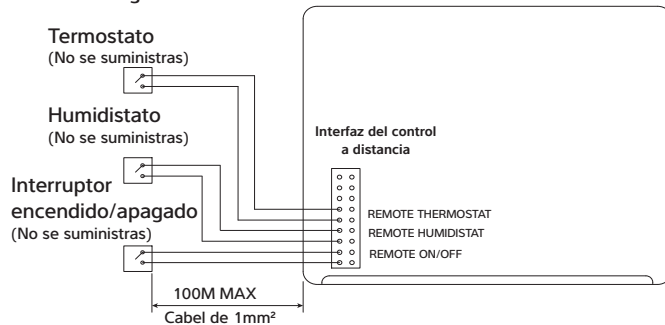 Termostato
(No se suministras)
Humidistato
(No se suministras)
Interruptor
encendido/apagado
(No se suministras)
Interfaz del control
a distancia
REMOTE THERMOSTAT
REMOTE HUMIDISTAT
REMOTE ON/OFF
100M MAX
Cabel de 1mm²